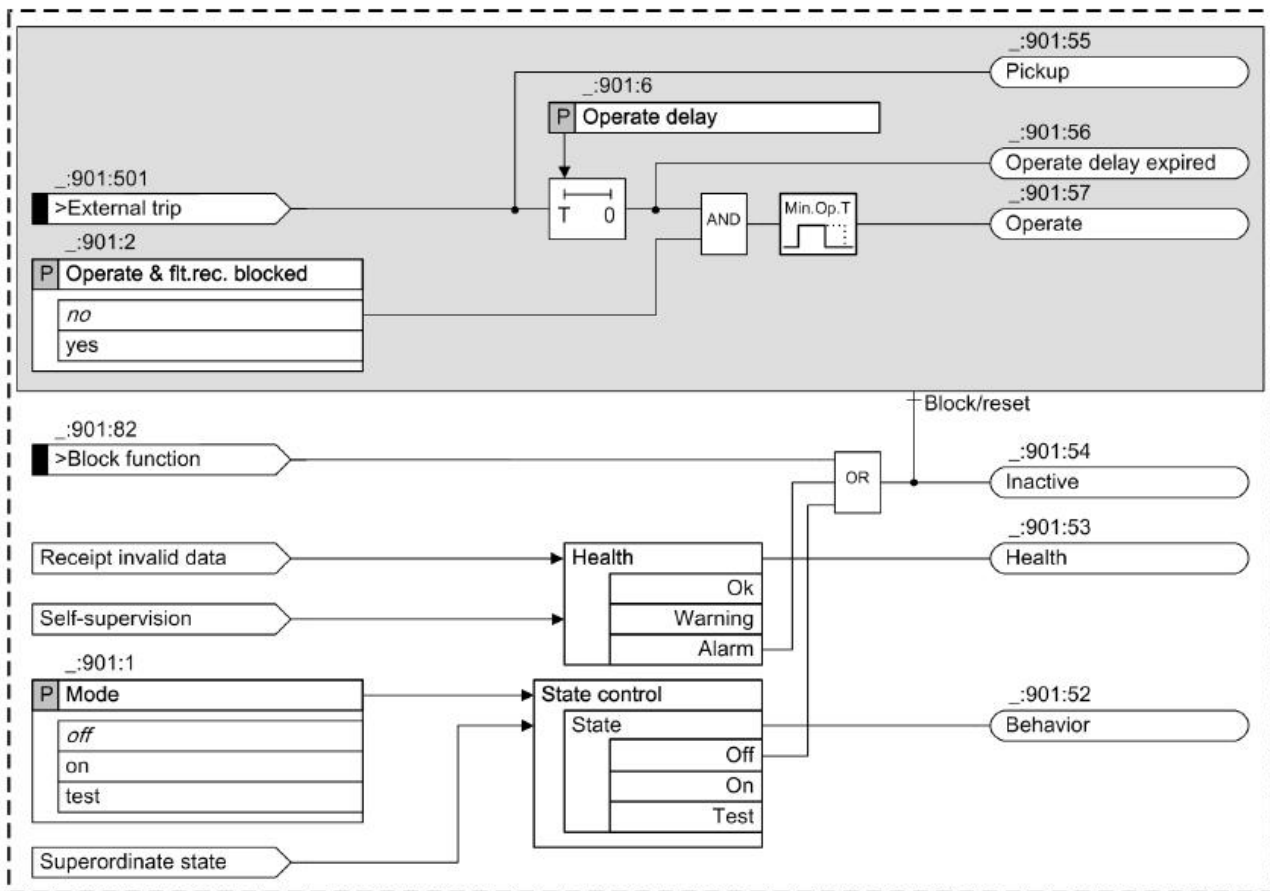 _:901:55
Pickup
_:901:6
P Operate delay
_:901:56
Operate delay expired
_:901:501
>External trip
T 0
AND
Min.Op.T
_:901:57
Operate
_:901:2
P Operate & flt.rec. blocked
no
yes
Block/reset
_:901:82
>Block function
OR
_:901:54
Inactive
_:901:53
Receipt invalid data
Health
Health
Ok
Self-supervision
Warning
Alarm
_:901:1
P Mode
State control
_:901:52
off
State
Behavior
on
Off
test
On
Test
Superordinate state